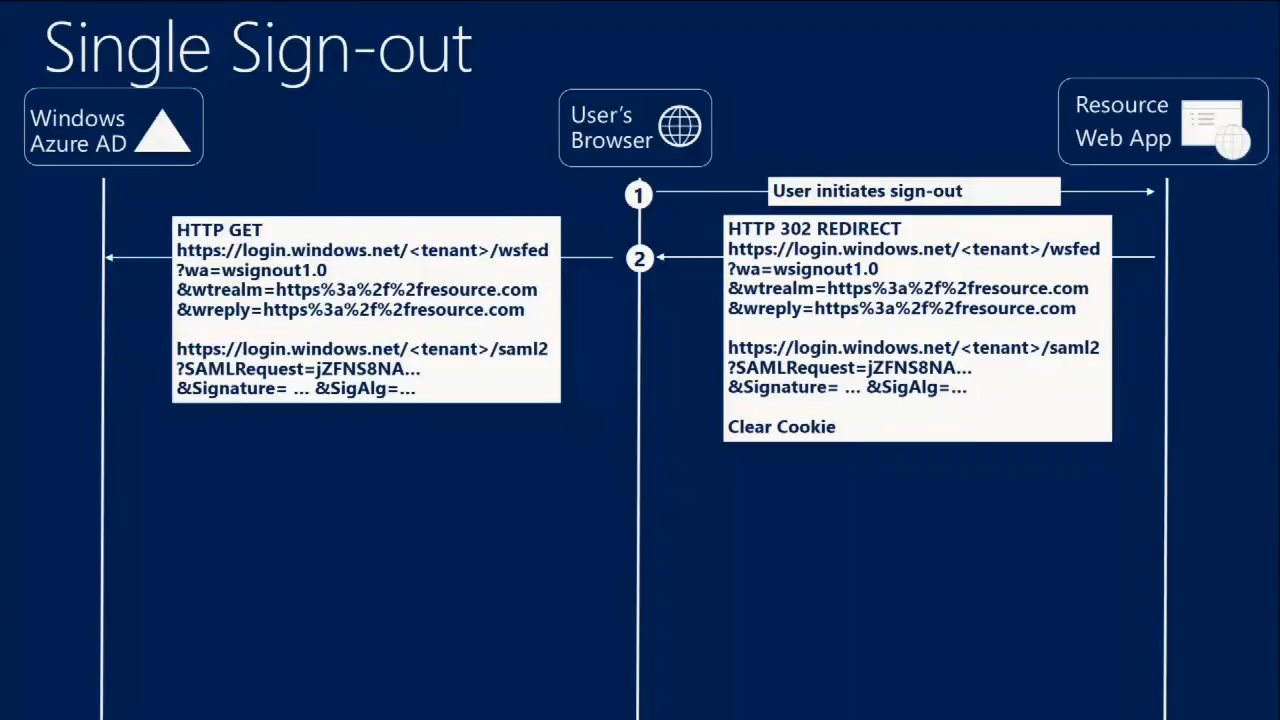 Single Sign-out
Windows
Azure AD
User's
Browser
Resource
Web App
1
User initiates sign-out
HTTP GET
https://login.windows.net/<tenant>/wsfed
?wa=wsignout1.0
&wtrealm=https%3a%2f%2fresource.com
&wreply=https%3a%2f%2fresource.com
https://login.windows.net/<tenant>/saml2
?SAMLRequest=jZFNS8NA...
&Signature= ... &SigAlg=...
2
HTTP 302 REDIRECT
https://login.windows.net/<tenant>/wsfed
?wa=wsignout1.0
&wtrealm=https%3a%2f%2fresource.com
&wreply=https%3a%2f%2fresource.com
https://login.windows.net/<tenant>/saml2
?SAMLRequest=jZFNS8NA...
&Signature= ... &SigAlg=...
Clear Cookie